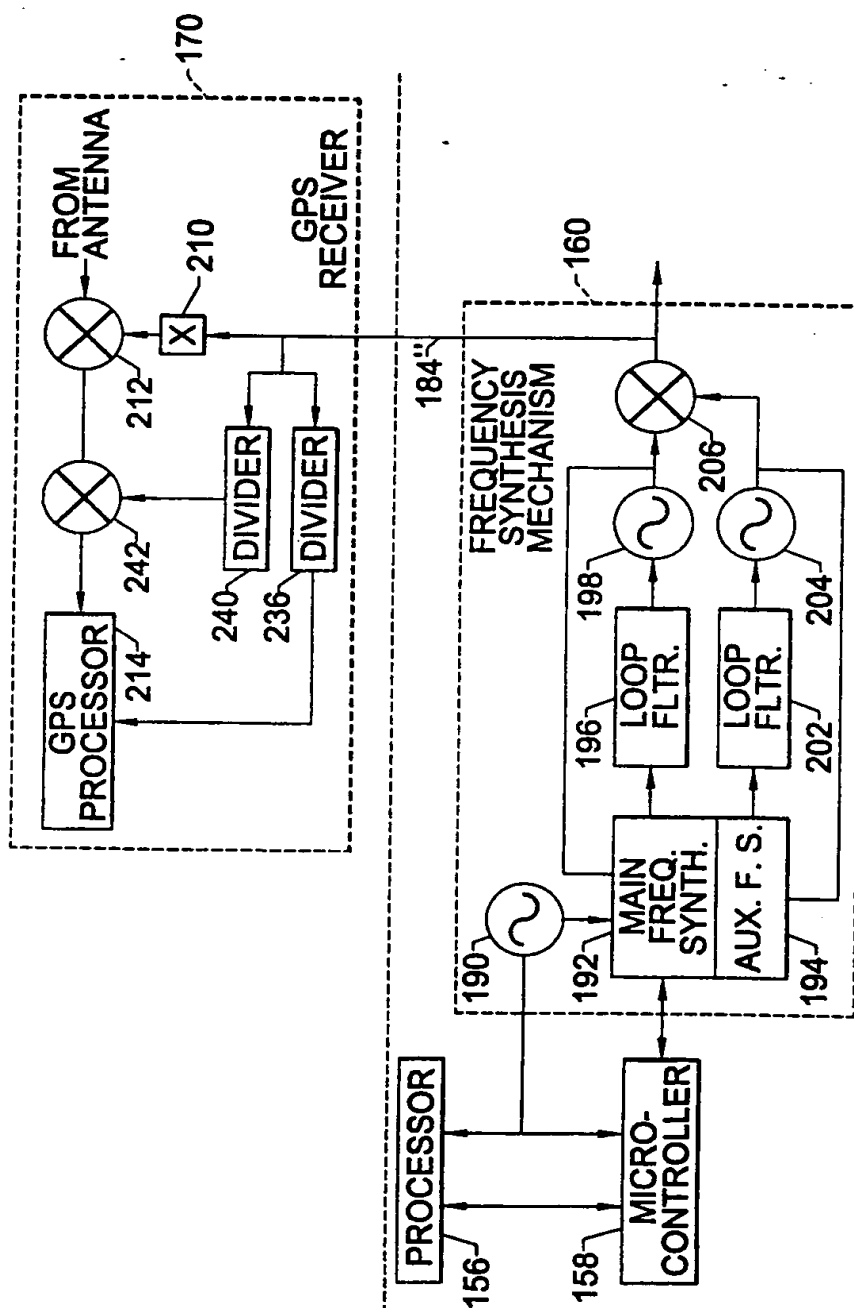 170
FROM
ANTENNA
GPS
RECEIVER
210
X
212
242
DIVIDER
240
DIVIDER
236
GPS
PROCESSOR
214
184"
160
FREQUENCY
SYNTHESIS
MECHANISM
206
198
204
LOOP
FLTR.
196
LOOP
FLTR.
202
190
MAIN
FREQ.
SYNTH.
192
AUX. F. S.
194
PROCESSOR
156
MICRO-
CONTROLLER
158